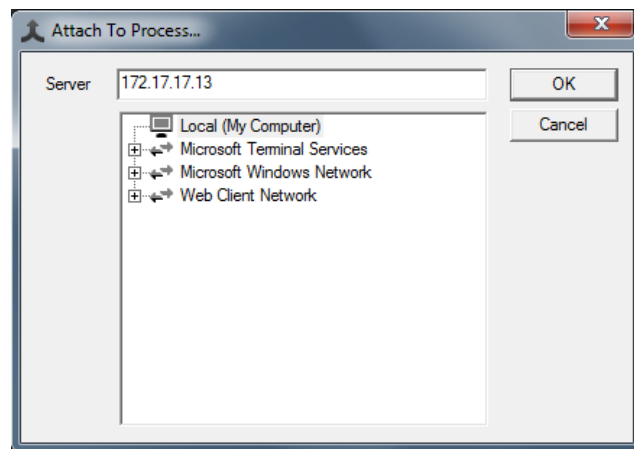 Attach To Process...
Server 172.17.17.13 OK
Local (My Computer) Cancel
Microsoft Terminal Services
Microsoft Windows Network
Web Client Network